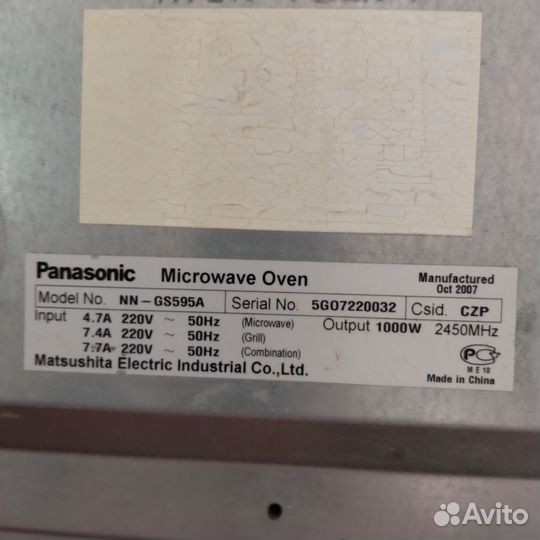 Panasonic Microwave Oven Manufactured Oct 2007
Model No. NN-GS595A Serial No. 5GO7220032 Csid. CZP
Input 4.7A 220V ~ 50Hz (Microwave) Output 1000W 2450MHz
7.4A 220V ~ 50Hz (Grill)
7.7A 220V ~ 50Hz (Combination)
Matsushita Electric Industrial Co.,Ltd.
ME10
Made in China
Avito